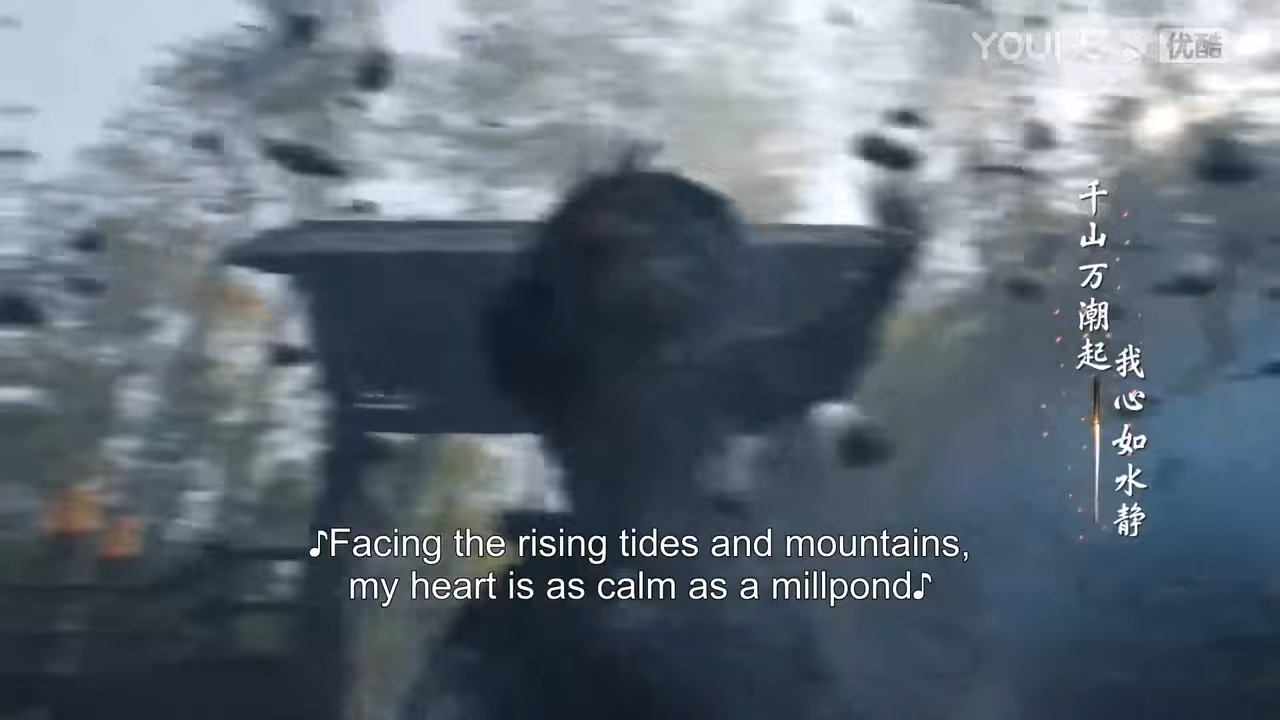 YOUKU 优酷
千山万潮起
我心如水静
♪Facing the rising tides and mountains,
my heart is as calm as a millpond♪